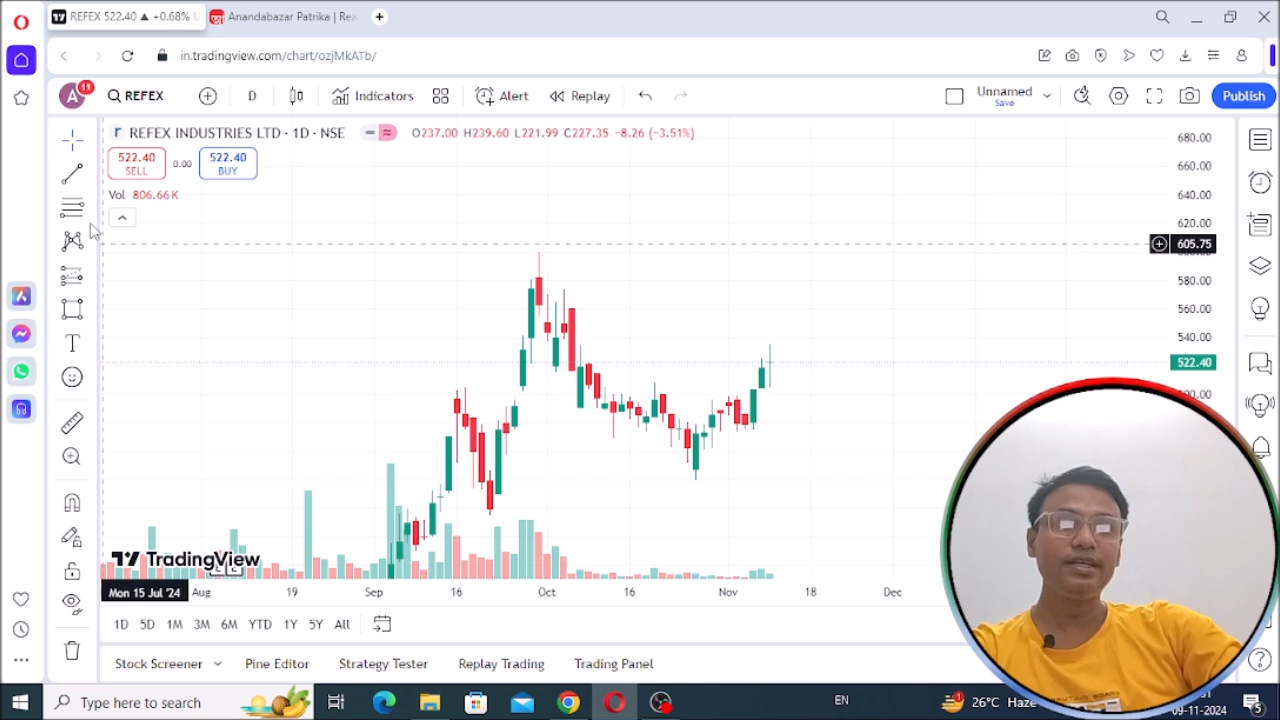 REFEX 522.40 ▲ +0.68% U
Anandabazar Patrika | Rea
in.tradingview.com/chart/ozjMkATb/
A 11 REFEX D Indicators Alert Replay Unnamed Save Publish
REFEX INDUSTRIES LTD · 1D · NSE O237.00 H239.60 L221.99 C227.35 −8.26 (−3.51%)
522.40 SELL 0.00 522.40 BUY
Vol 806.66K
680.00
660.00
640.00
620.00
605.75
580.00
560.00
540.00
522.40
TradingView
Mon 15 Jul '24 Aug 19 Sep 16 Oct 16 Nov 18 Dec
1D 5D 1M 3M 6M YTD 1Y 5Y All
Stock Screener Pine Editor Strategy Tester Replay Trading Trading Panel
Type here to search EN 1 26°C Haze
09-11-2024 5